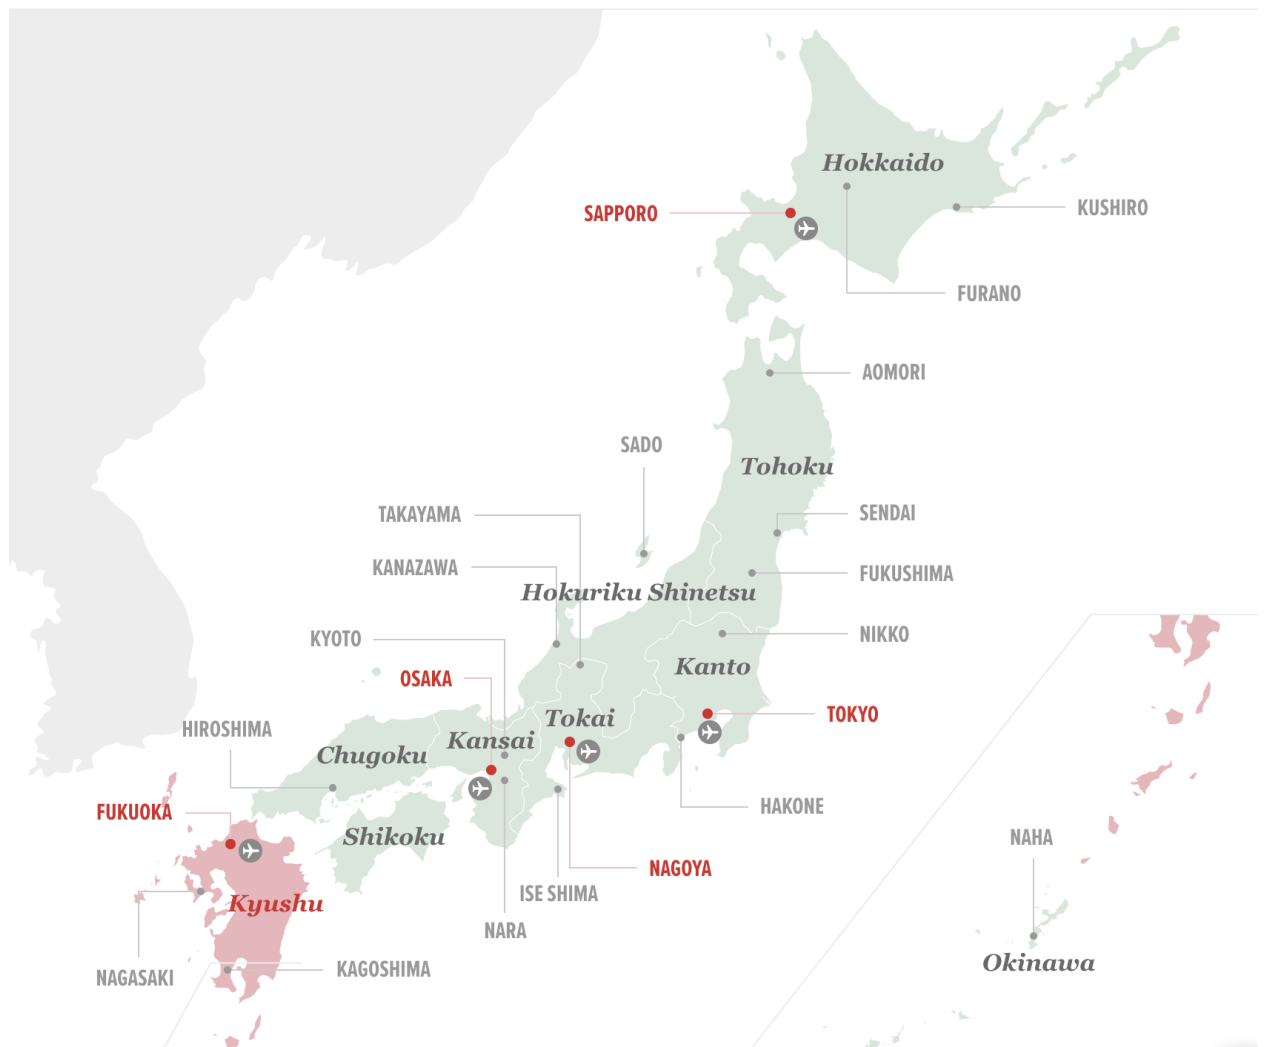 Hokkaido
SAPPORO
KUSHIRO
FURANO
AOMORI
SADO
Tohoku
TAKAYAMA
SENDAI
KANAZAWA
FUKUSHIMA
Hokuriku Shinetsu
KYOTO
NIKKO
Kanto
OSAKA
TOKYO
Tokai
HIROSHIMA
Kansai
Chugoku
HAKONE
FUKUOKA
Shikoku
NAHA
NAGOYA
ISE SHIMA
Kyushu
NARA
Okinawa
KAGOSHIMA
NAGASAKI